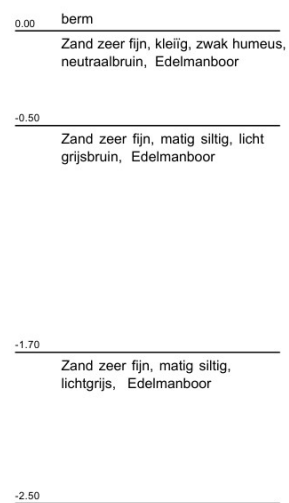 0.00 berm
Zand zeer fijn, kleiïg, zwak humeus,
neutraalbruin, Edelmanboor
-0.50
Zand zeer fijn, matig siltig, licht
grijsbruin, Edelmanboor
-1.70
Zand zeer fijn, matig siltig,
lichtgrijs, Edelmanboor
-2.50